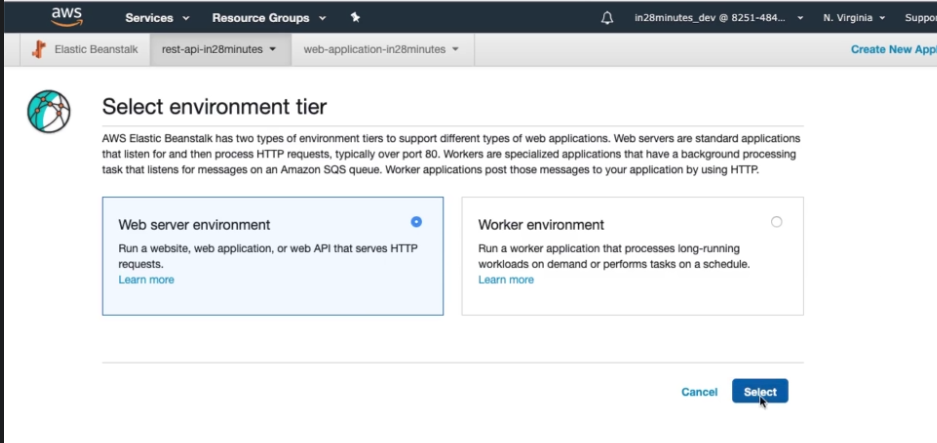 aws Services Resource Groups in28minutes_dev @ 8251-484... N. Virginia Suppor
Elastic Beanstalk rest-api-in28minutes web-application-in28minutes Create New Appl
Select environment tier
AWS Elastic Beanstalk has two types of environment tiers to support different types of web applications. Web servers are standard applications
that listen for and then process HTTP requests, typically over port 80. Workers are specialized applications that have a background processing
task that listens for messages on an Amazon SQS queue. Worker applications post those messages to your application by using HTTP.
Web server environment
Run a website, web application, or web API that serves HTTP
requests.
Learn more
Worker environment
Run a worker application that processes long-running
workloads on demand or performs tasks on a schedule.
Learn more
Cancel Select